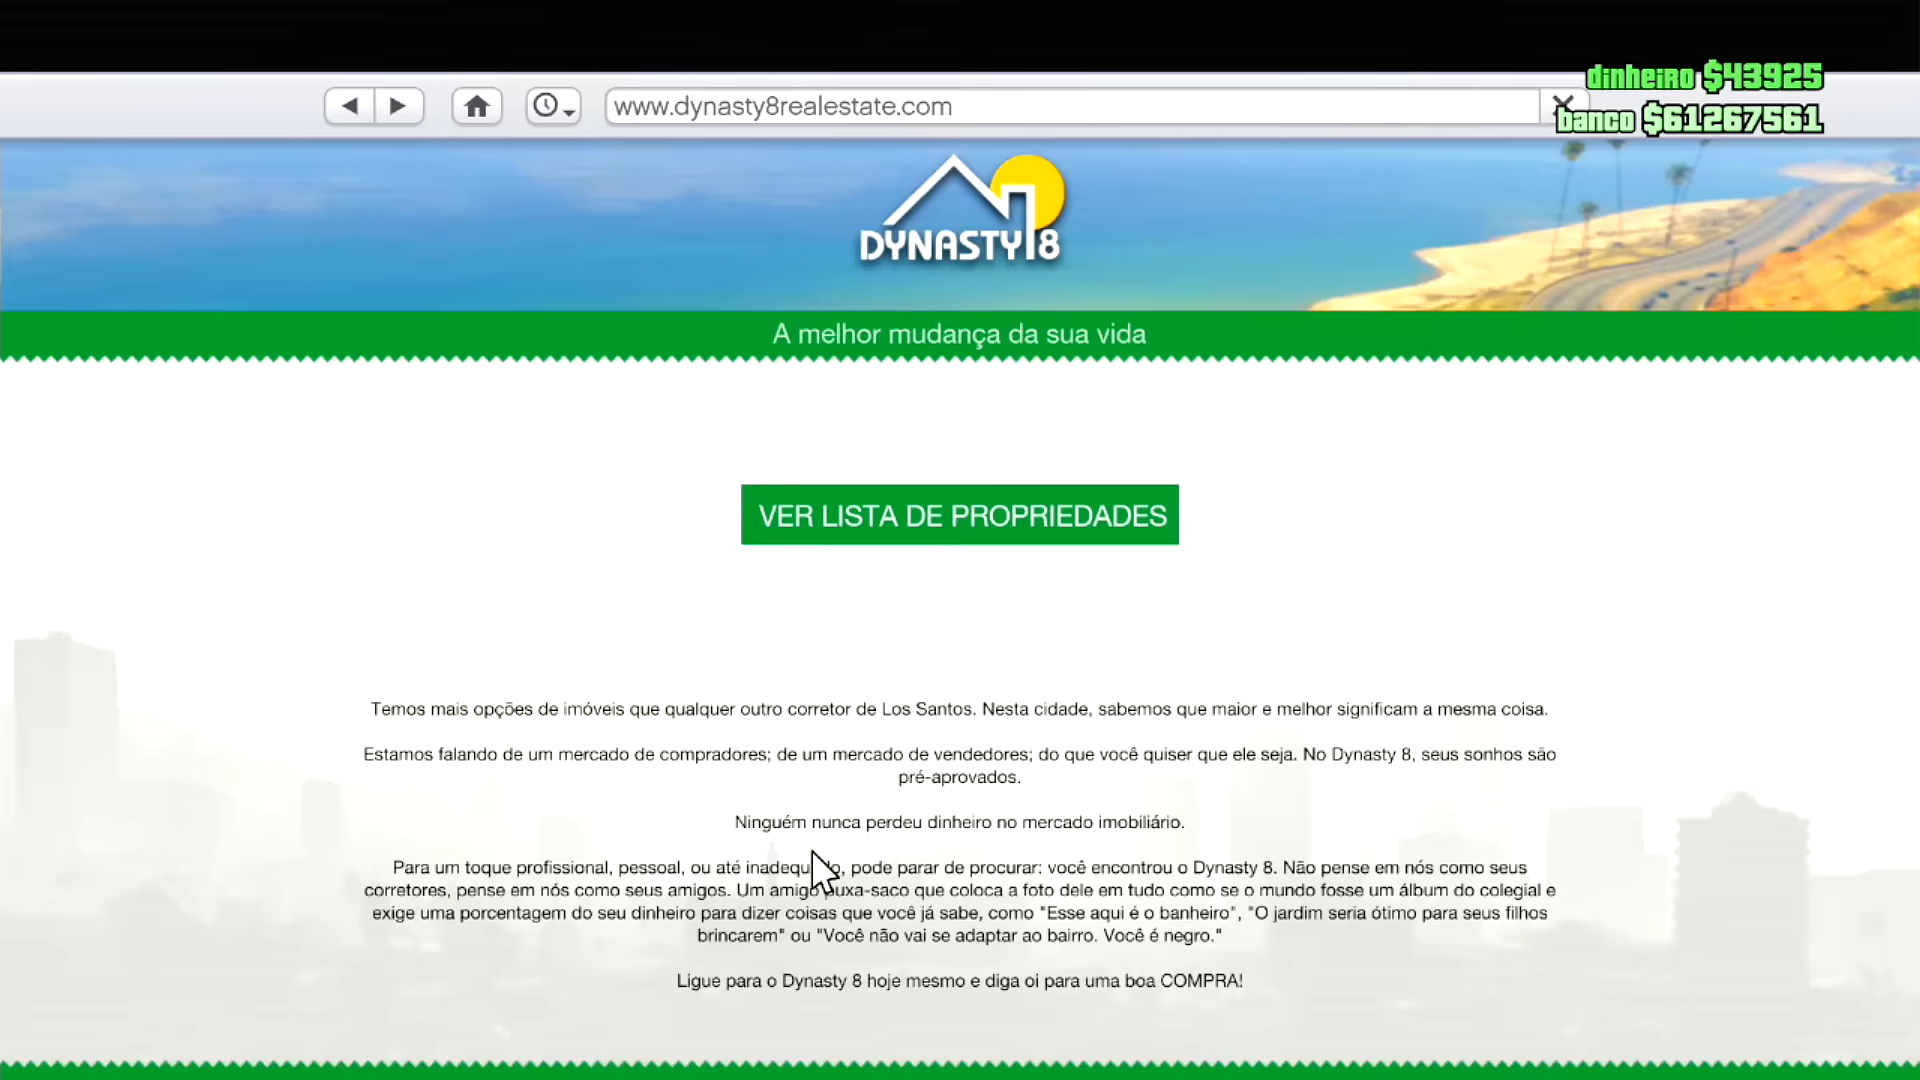 dinheiro $43925
www.dynasty8realestate.com
banco $61267561
DYNASTY 8
A melhor mudança da sua vida
VER LISTA DE PROPRIEDADES
Temos mais opções de imóveis que qualquer outro corretor de Los Santos. Nesta cidade, sabemos que maior e melhor significam a mesma coisa.
Estamos falando de um mercado de compradores; de um mercado de vendedores; do que você quiser que ele seja. No Dynasty 8, seus sonhos são
pré-aprovados.
Ninguém nunca perdeu dinheiro no mercado imobiliário.
Para um toque profissional, pessoal, ou até inadequado, pode parar de procurar: você encontrou o Dynasty 8. Não pense em nós como seus
corretores, pense em nós como seus amigos. Um amigo puxa-saco que coloca a foto dele em tudo como se o mundo fosse um álbum do colegial e
exige uma porcentagem do seu dinheiro para dizer coisas que você já sabe, como "Esse aqui é o banheiro", "O jardim seria ótimo para seus filhos
brincarem" ou "Você não vai se adaptar ao bairro. Você é negro."
Ligue para o Dynasty 8 hoje mesmo e diga oi para uma boa COMPRA!